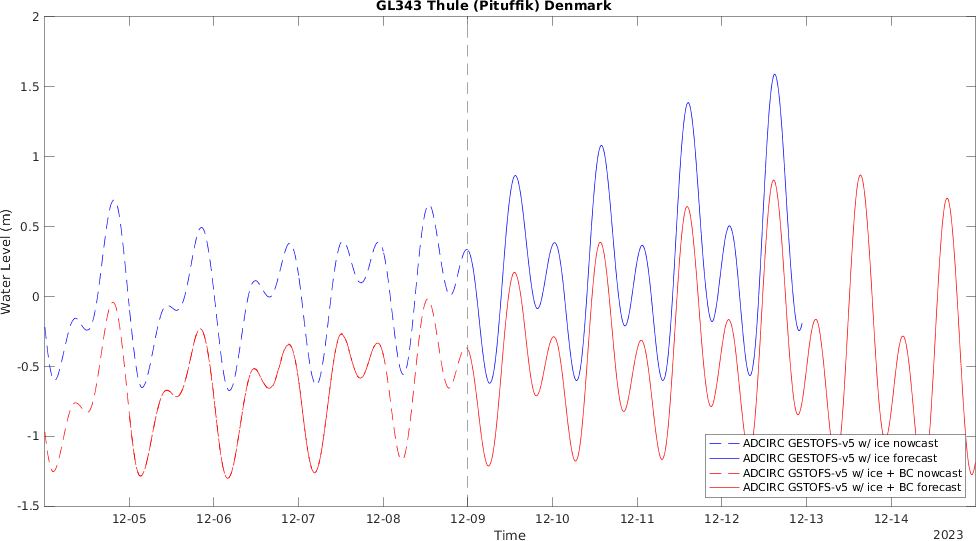 GL343 Thule (Pituffik) Denmark
Water Level (m)
2
1.5
1
0.5
0
-0.5
-1
-1.5
12-05
12-06
12-07
12-08
12-09
12-10
12-11
12-12
12-13
12-14
Time
2023
ADCIRC GESTOFS-v5 w/ ice nowcast
ADCIRC GESTOFS-v5 w/ ice forecast
ADCIRC GSTOFS-v5 w/ ice + BC nowcast
ADCIRC GSTOFS-v5 w/ ice + BC forecast